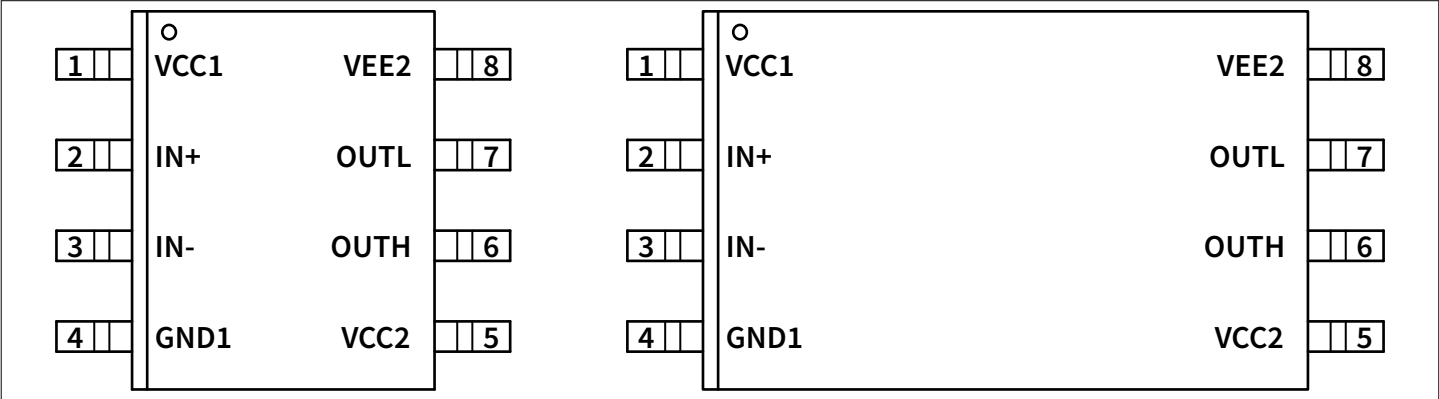 1 VCC1 VEE2 8
2 IN+ OUTL 7
3 IN- OUTH 6
4 GND1 VCC2 5
1 VCC1 VEE2 8
2 IN+ OUTL 7
3 IN- OUTH 6
4 GND1 VCC2 5